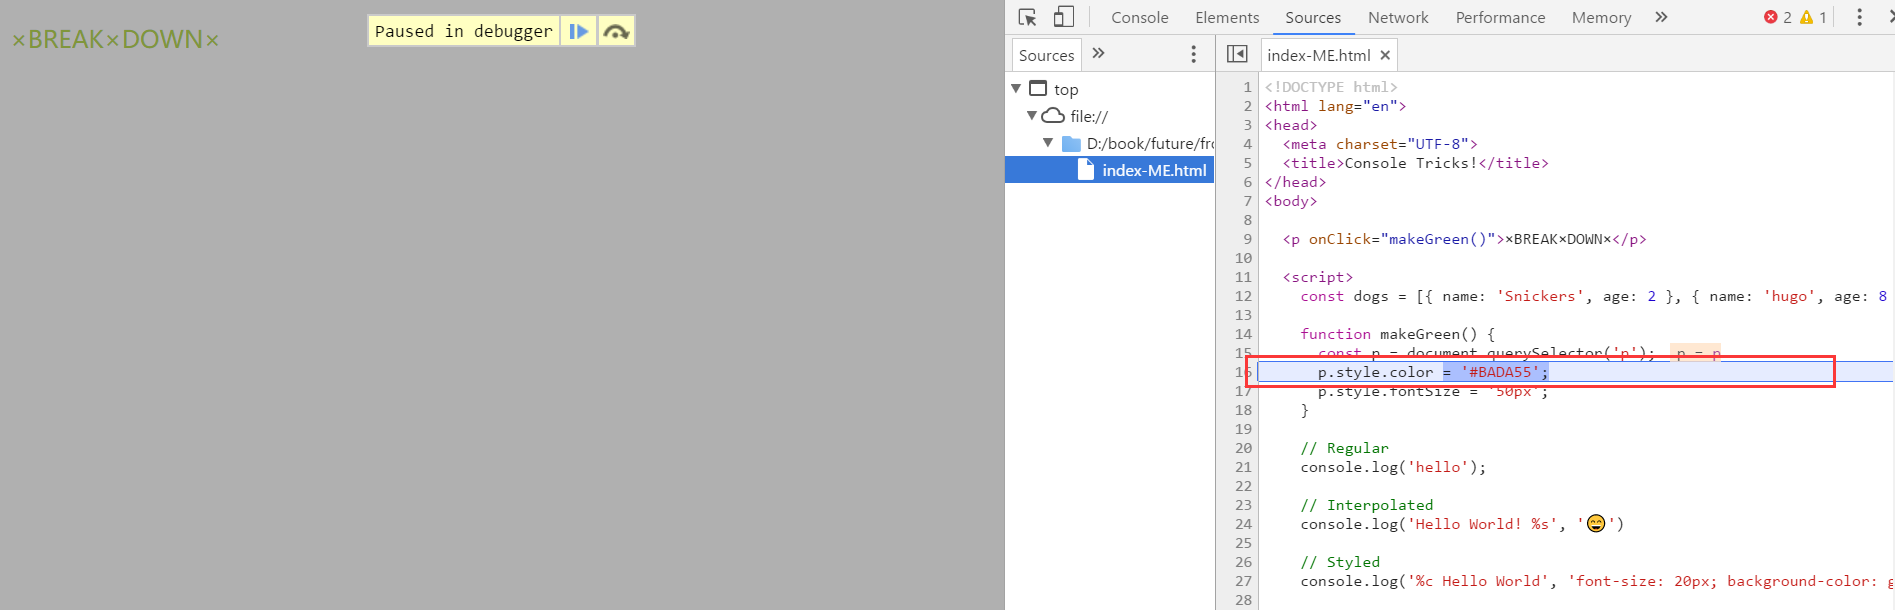 ×BREAK×DOWN×
Paused in debugger
Console Elements Sources Network Performance Memory » 2 1
Sources »
index-ME.html ×
top
file://
D:/book/future/fr
index-ME.html
1 <!DOCTYPE html>
2 <html lang="en">
3 <head>
4 <meta charset="UTF-8">
5 <title>Console Tricks!</title>
6 </head>
7 <body>
8
9 <p onClick="makeGreen()">×BREAK×DOWN×</p>
10
11 <script>
12 const dogs = [{ name: 'Snickers', age: 2 }, { name: 'hugo', age: 8
13
14 function makeGreen() {
15 const p = document.querySelector('p'); p = p
16 p.style.color = '#BADA55';
17 p.style.fontSize = '50px';
18 }
19
20 // Regular
21 console.log('hello');
22
23 // Interpolated
24 console.log('Hello World! %s', '😄')
25
26 // Styled
27 console.log('%c Hello World', 'font-size: 20px; background-color: g
28